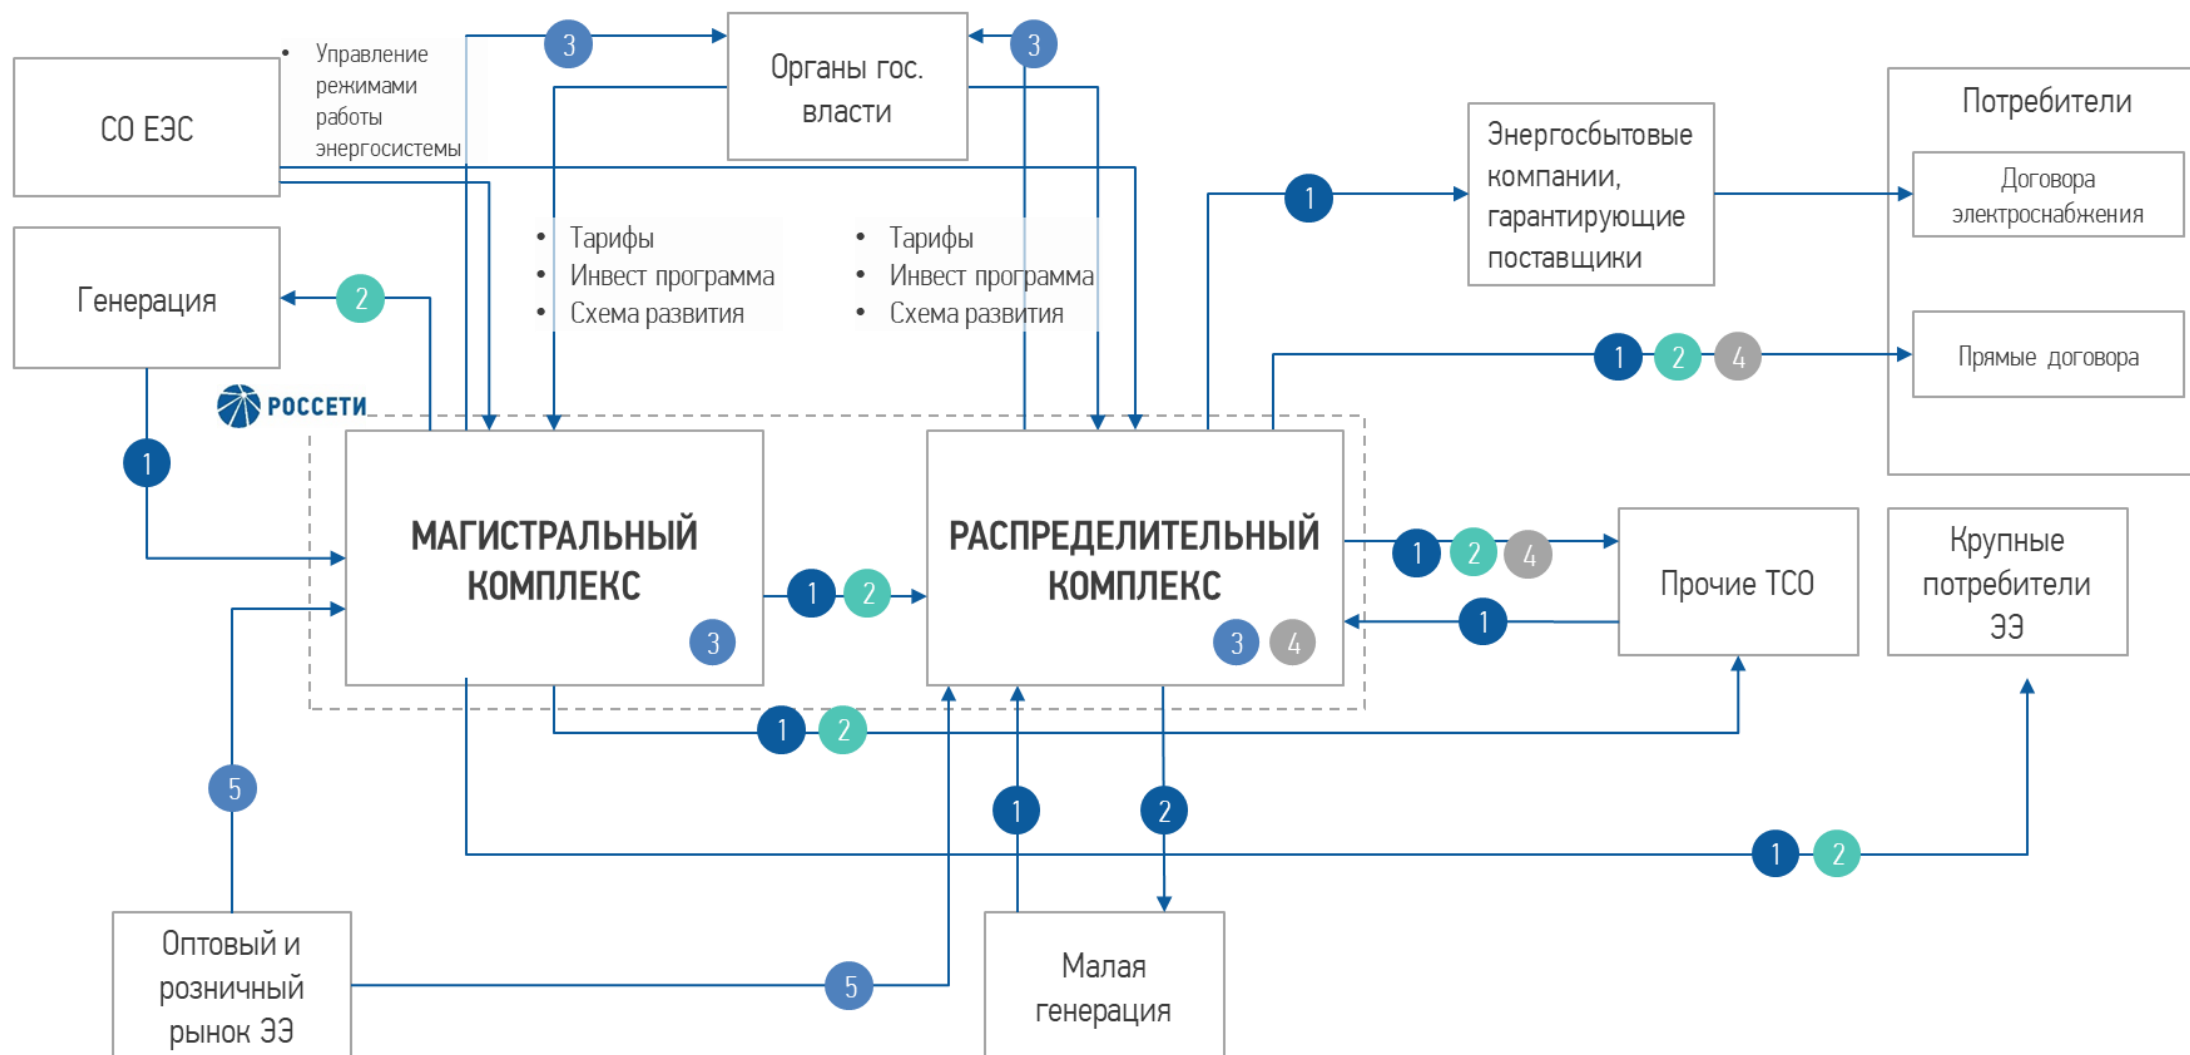 3
3
Органы гос.
власти
СО ЕЭС
• Управление
режимами
работы
энергосистемы
Потребители
Энергосбытовые
компании,
гарантирующие
поставщики
1
Договора
электроснабжения
Генерация
2
• Тарифы
• Инвест программа
• Схема развития
• Тарифы
• Инвест программа
• Схема развития
1
2
4
Прямые договора
РОССЕТИ
1
МАГИСТРАЛЬНЫЙ
КОМПЛЕКС
3
1
2
РАСПРЕДЕЛИТЕЛЬНЫЙ
КОМПЛЕКС
3
4
1
2
4
1
Прочие ТСО
Крупные
потребители
ЭЭ
1
2
5
1
2
1
2
Оптовый и
розничный
рынок ЭЭ
5
Малая
генерация